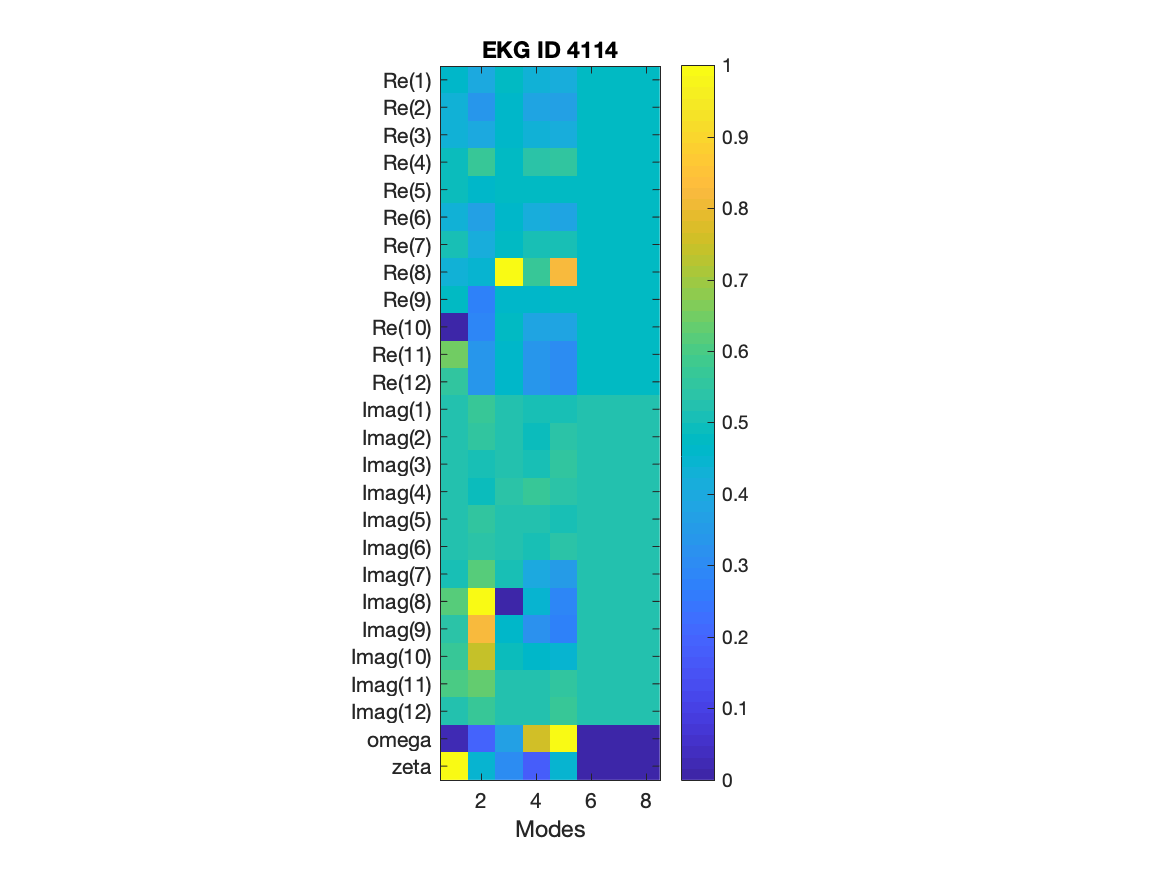 EKG ID 4114
Re(1)
Re(2)
Re(3)
Re(4)
Re(5)
Re(6)
Re(7)
Re(8)
Re(9)
Re(10)
Re(11)
Re(12)
Imag(1)
Imag(2)
Imag(3)
Imag(4)
Imag(5)
Imag(6)
Imag(7)
Imag(8)
Imag(9)
Imag(10)
Imag(11)
Imag(12)
omega
zeta
2 4 6 8
Modes
1
0.9
0.8
0.7
0.6
0.5
0.4
0.3
0.2
0.1
0